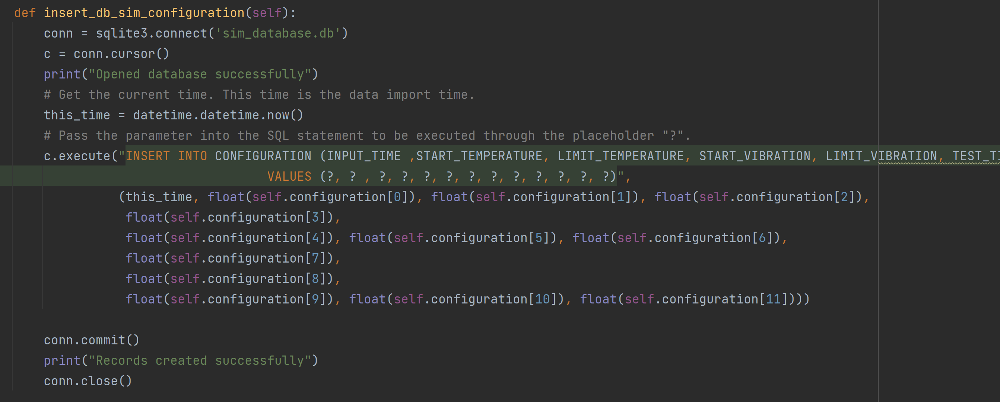 def insert_db_sim_configuration(self):
conn = sqlite3.connect('sim_database.db')
c = conn.cursor()
print("Opened database successfully")
# Get the current time. This time is the data import time.
this_time = datetime.datetime.now()
# Pass the parameter into the SQL statement to be executed through the placeholder "?".
c.execute("INSERT INTO CONFIGURATION (INPUT_TIME ,START_TEMPERATURE, LIMIT_TEMPERATURE, START_VIBRATION, LIMIT_VIBRATION,
VALUES (?, ? , ?, ?, ?, ?, ?, ?, ?, ?, ?, ?, ?)",
(this_time, float(self.configuration[0]), float(self.configuration[1]), float(self.configuration[2]),
float(self.configuration[3]),
float(self.configuration[4]), float(self.configuration[5]), float(self.configuration[6]),
float(self.configuration[7]),
float(self.configuration[8]),
float(self.configuration[9]), float(self.configuration[10]), float(self.configuration[11])))
conn.commit()
print("Records created successfully")
conn.close()